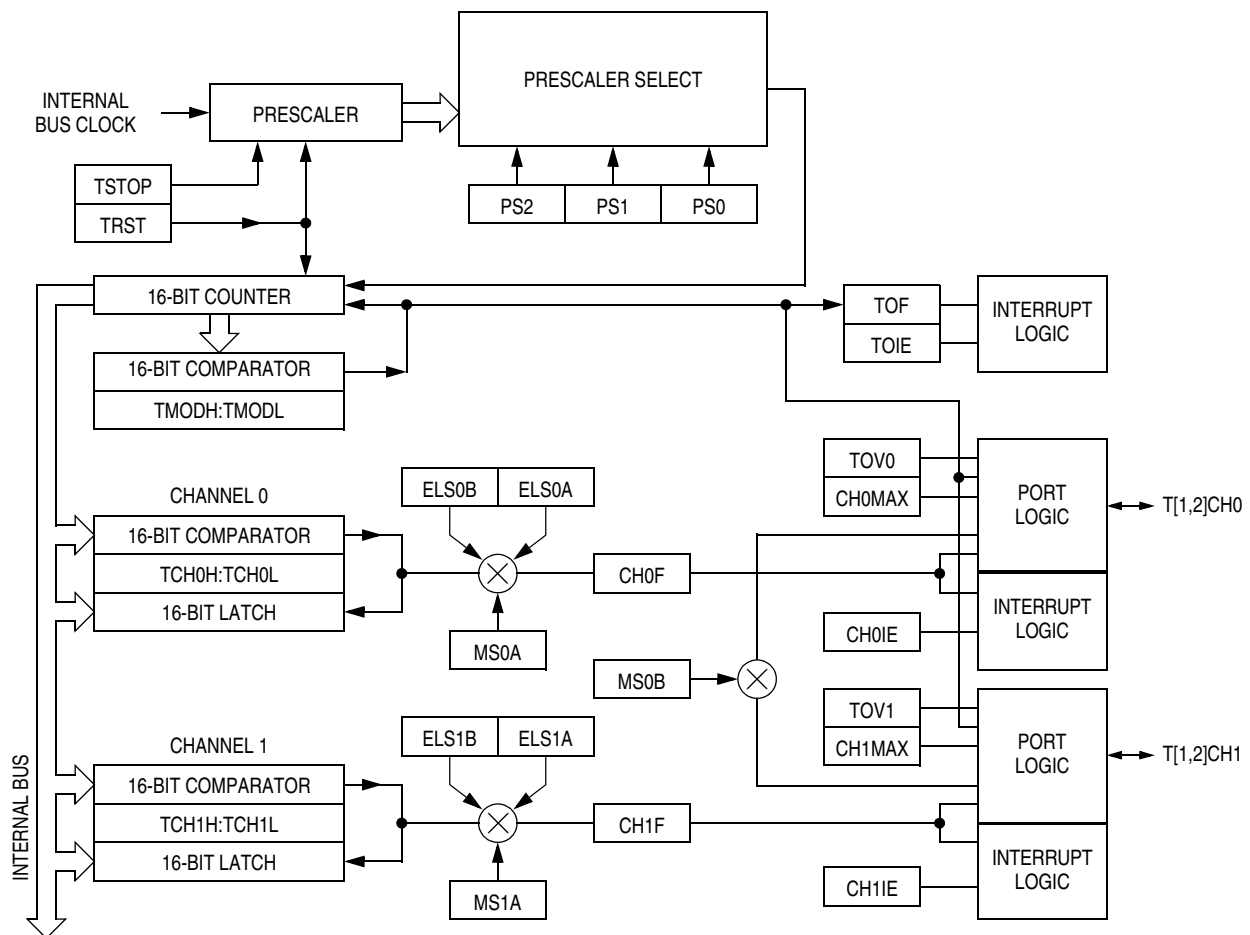 PRESCALER SELECT
INTERNAL
BUS CLOCK
PRESCALER
TSTOP
TRST
PS2
PS1
PS0
16-BIT COUNTER
TOF
TOIE
INTERRUPT
LOGIC
16-BIT COMPARATOR
TMODH:TMODL
CHANNEL 0
ELS0B
ELS0A
TOV0
CH0MAX
PORT
LOGIC
T[1,2]CH0
16-BIT COMPARATOR
TCH0H:TCH0L
16-BIT LATCH
CH0F
MS0A
CH0IE
INTERRUPT
LOGIC
MS0B
CHANNEL 1
ELS1B
ELS1A
TOV1
CH1MAX
PORT
LOGIC
T[1,2]CH1
16-BIT COMPARATOR
TCH1H:TCH1L
16-BIT LATCH
CH1F
MS1A
CH1IE
INTERRUPT
LOGIC
INTERNAL BUS